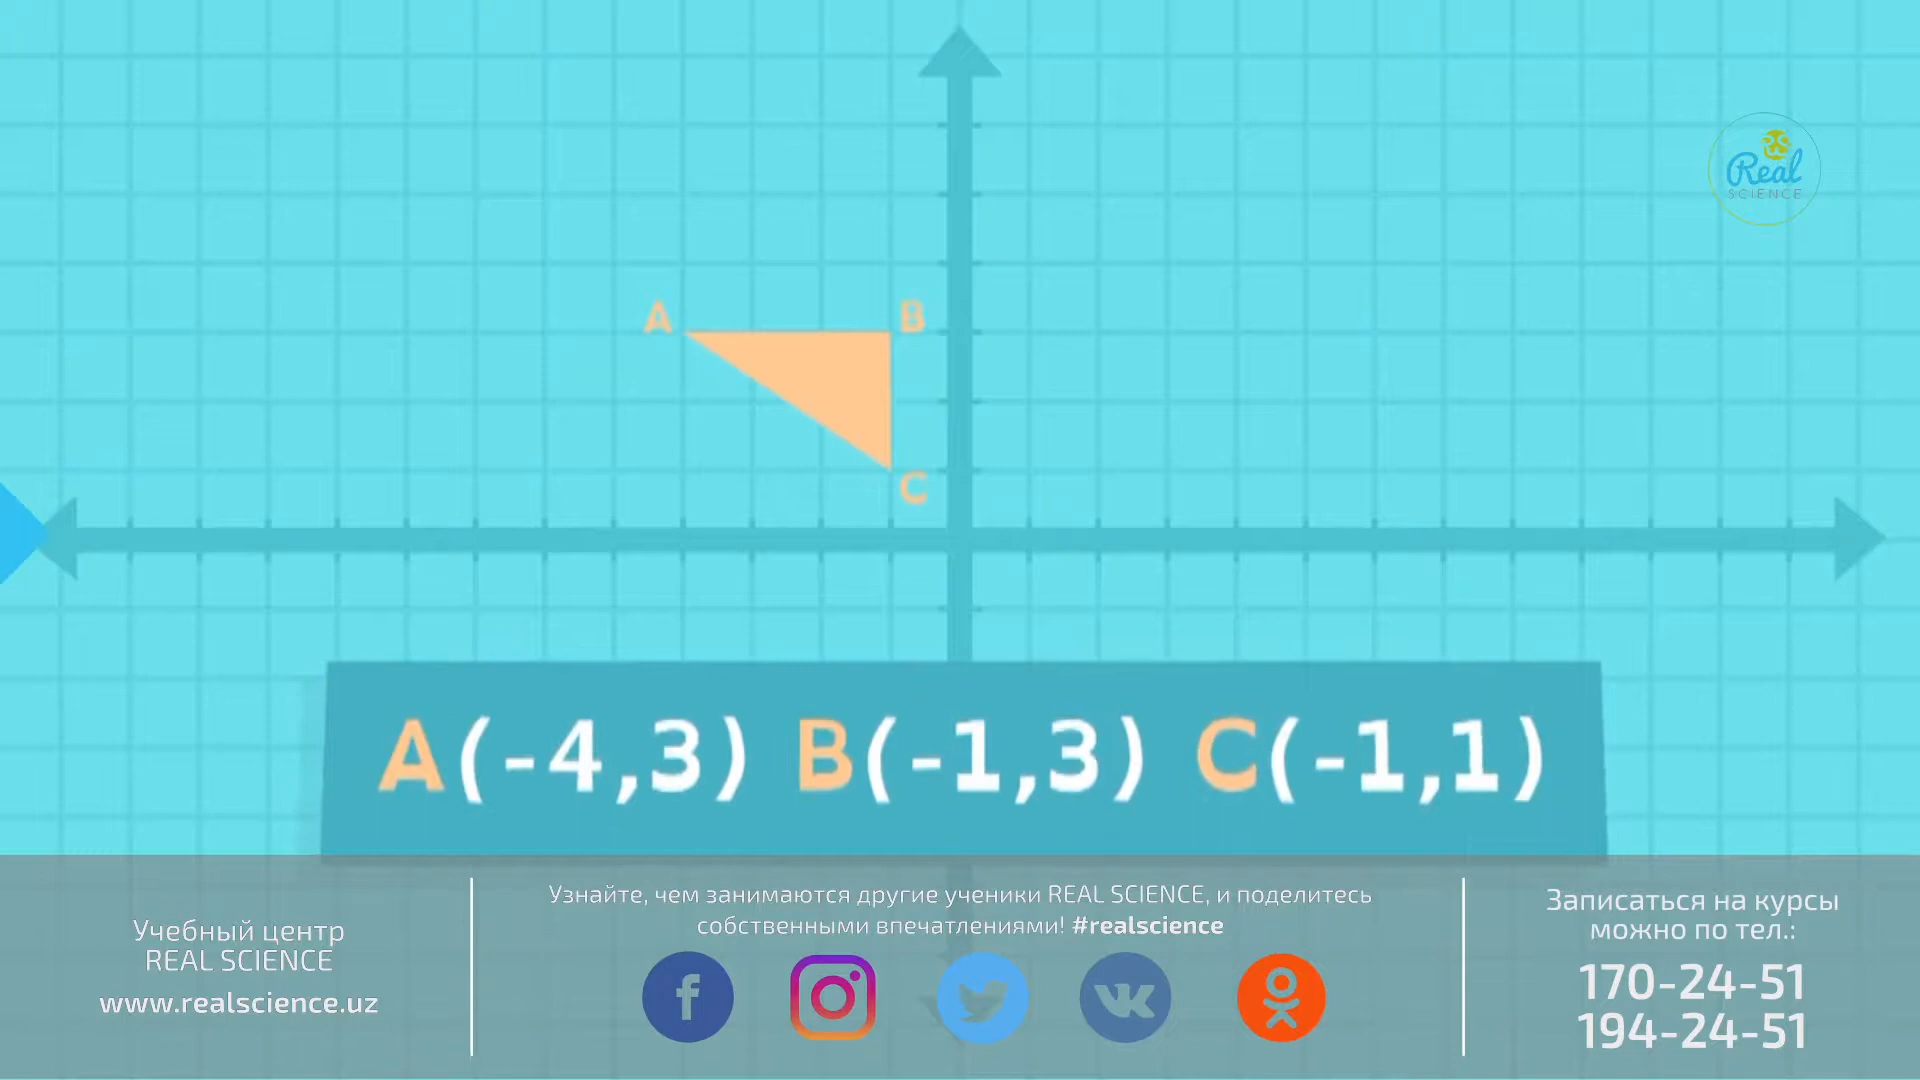 Real
SCIENCE
A
B
C
A(-4,3) B(-1,3) C(-1,1)
Учебный центр
REAL SCIENCE
www.realscience.uz
Узнайте, чем занимаются другие ученики REAL SCIENCE, и поделитесь
собственными впечатлениями! #realscience
Записаться на курсы
можно по тел.:
170-24-51
194-24-51